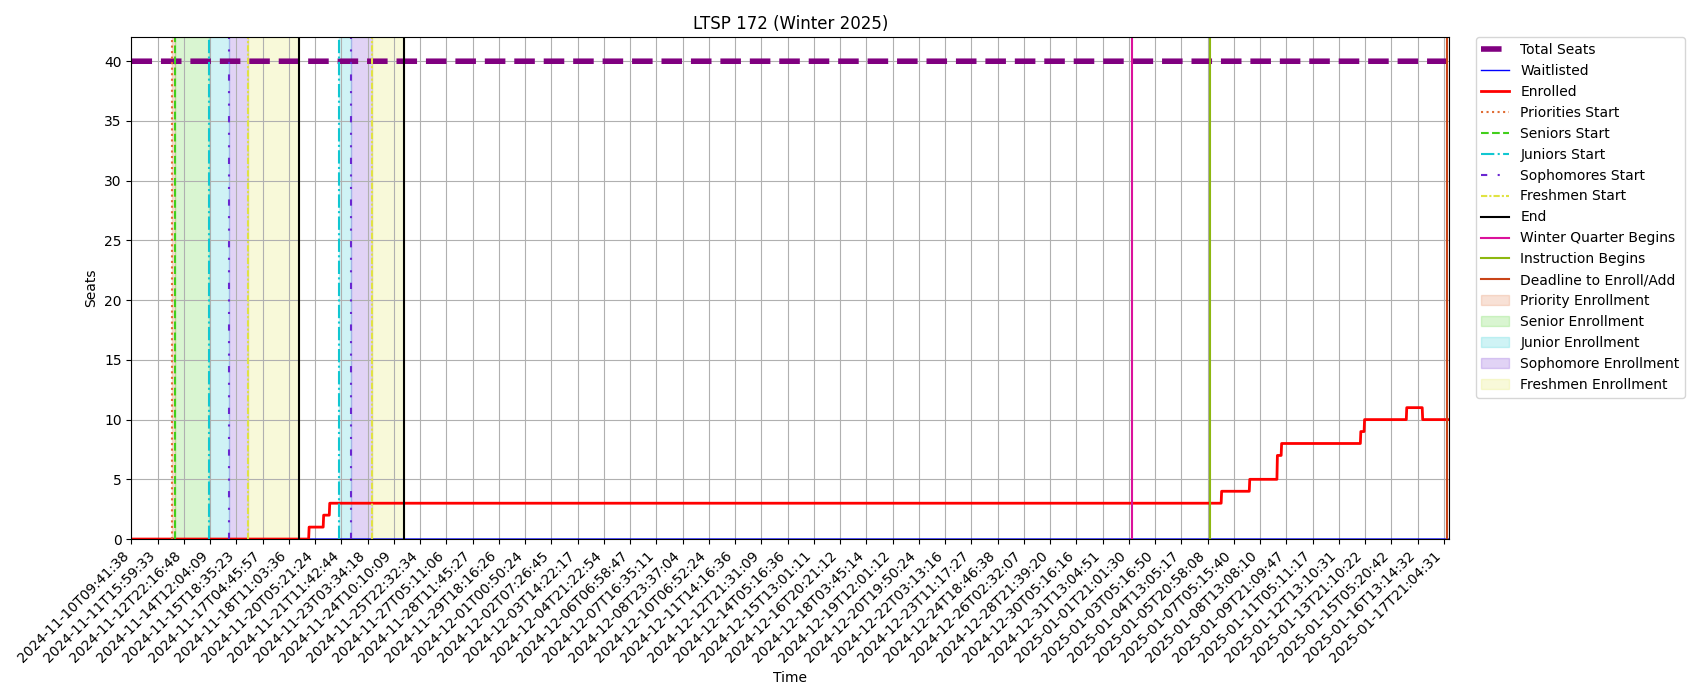 LTSP 172 (Winter 2025)
Seats
40
35
30
25
20
15
10
5
0
2024-11-10T09:41:38
2024-11-11T15:59:33
2024-11-12T22:16:48
2024-11-14T12:04:09
2024-11-15T18:35:23
2024-11-17T04:45:57
2024-11-18T11:03:36
2024-11-20T05:21:24
2024-11-21T11:42:44
2024-11-23T03:34:18
2024-11-24T10:10:09
2024-11-25T22:32:34
2024-11-27T05:11:06
2024-11-28T11:45:27
2024-11-29T18:16:26
2024-12-01T00:50:24
2024-12-02T07:26:45
2024-12-03T14:22:17
2024-12-04T21:22:54
2024-12-06T06:58:47
2024-12-07T16:35:11
2024-12-08T23:37:04
2024-12-10T06:52:24
2024-12-11T14:16:36
2024-12-12T21:31:09
2024-12-14T05:16:36
2024-12-15T13:01:11
2024-12-16T20:21:12
2024-12-18T03:45:14
2024-12-19T12:01:12
2024-12-20T19:50:24
2024-12-22T03:13:16
2024-12-23T11:17:27
2024-12-24T18:46:38
2024-12-26T02:32:07
2024-12-28T21:39:20
2024-12-30T05:16:16
2024-12-31T13:04:51
2025-01-01T21:01:30
2025-01-03T05:16:50
2025-01-04T13:05:17
2025-01-05T20:58:08
2025-01-07T05:15:40
2025-01-08T13:08:10
2025-01-09T21:09:47
2025-01-11T05:11:17
2025-01-12T13:10:31
2025-01-13T21:10:22
2025-01-15T05:20:42
2025-01-16T13:14:32
2025-01-17T21:04:31
Time
Total Seats
Waitlisted
Enrolled
Priorities Start
Seniors Start
Juniors Start
Sophomores Start
Freshmen Start
End
Winter Quarter Begins
Instruction Begins
Deadline to Enroll/Add
Priority Enrollment
Senior Enrollment
Junior Enrollment
Sophomore Enrollment
Freshmen Enrollment